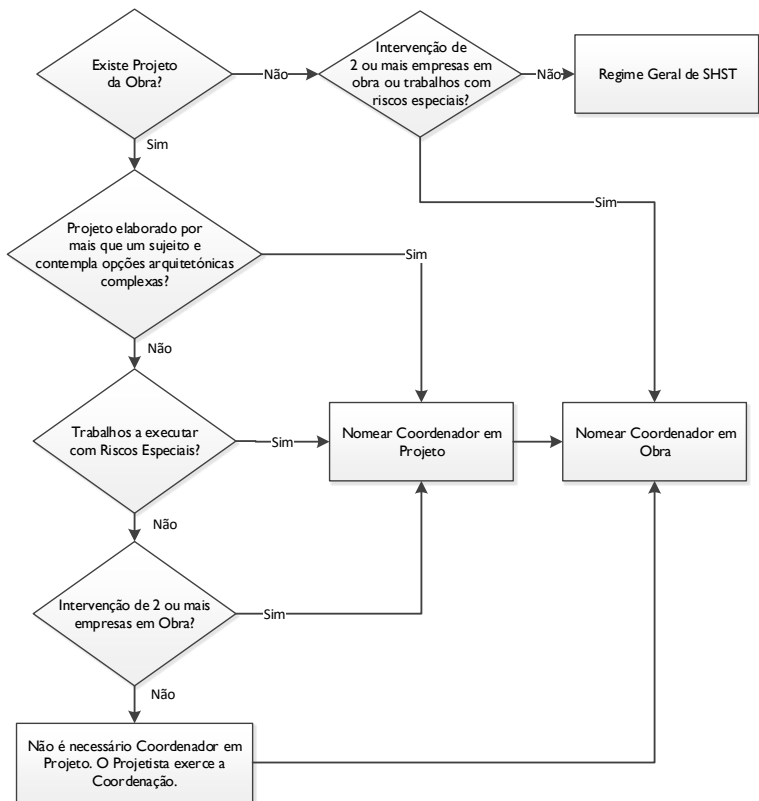 Existe Projeto
da Obra?
Não
Intervenção de
2 ou mais empresas em
obra ou trabalhos com
riscos especiais?
Não
Regime Geral de SHST
Sim
Sim
Projeto elaborado por
mais que um sujeito e
contempla opções arquitetónicas
complexas?
Sim
Não
Trabalhos a executar
com Riscos Especiais?
Sim
Nomear Coordenador em
Projeto
Nomear Coordenador em
Obra
Não
Intervenção de 2 ou mais
empresas em Obra?
Sim
Não
Não é necessário Coordenador em
Projeto. O Projetista exerce a
Coordenação.